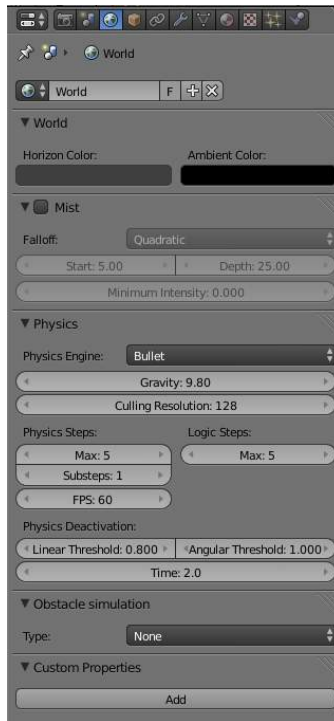 World
World F
World
Horizon Color: Ambient Color:
Mist
Falloff: Quadratic
Start: 5.00 Depth: 25.00
Minimum Intensity: 0.000
Physics
Physics Engine: Bullet
Gravity: 9.80
Culling Resolution: 128
Physics Steps: Logic Steps:
Max: 5 Max: 5
Substeps: 1
FPS: 60
Physics Deactivation:
Linear Threshold: 0.800 Angular Threshold: 1.000
Time: 2.0
Obstacle simulation
Type: None
Custom Properties
Add